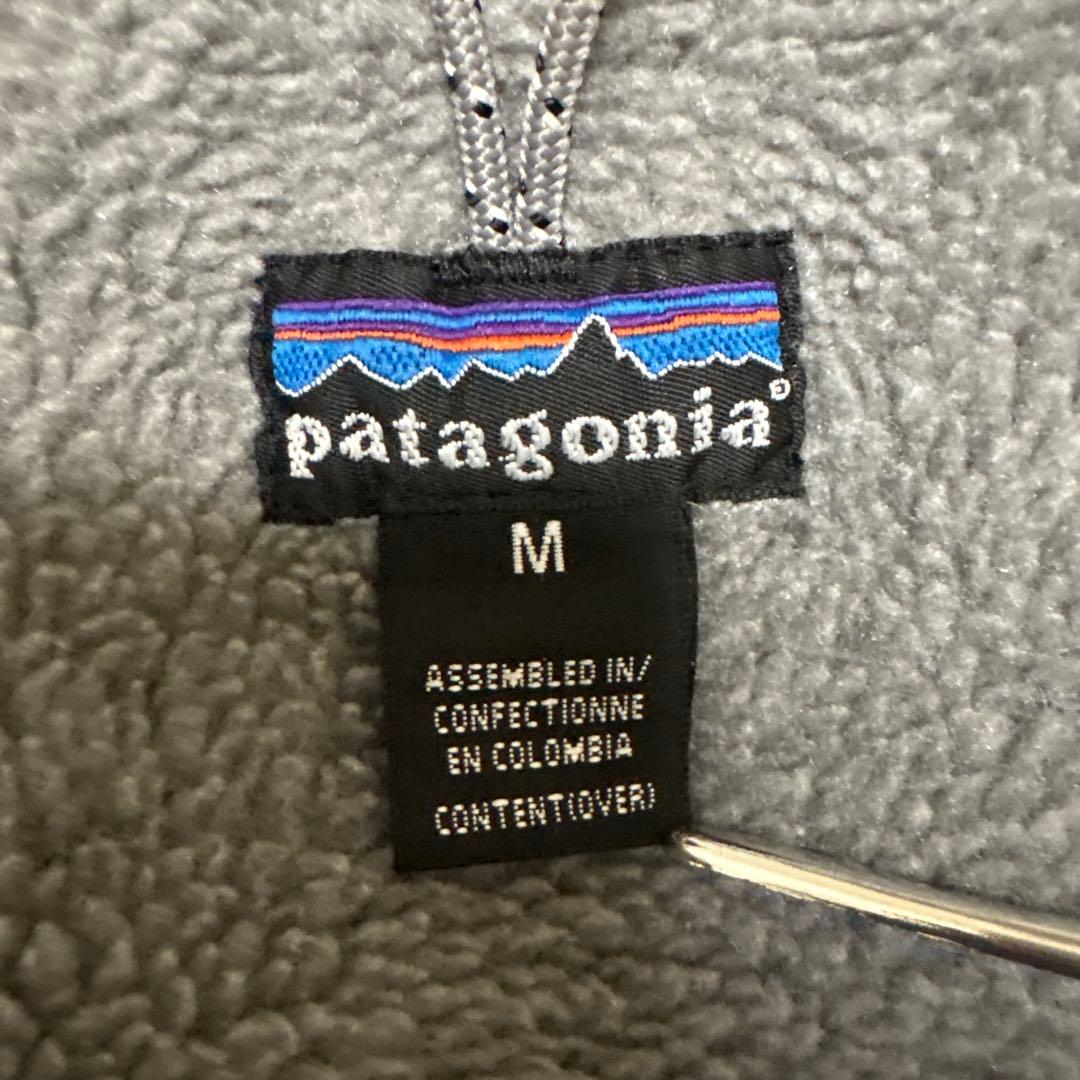 patagonia®
M
ASSEMBLED IN/
CONFECTIONNE
EN COLOMBIA
CONTENT(OVER)